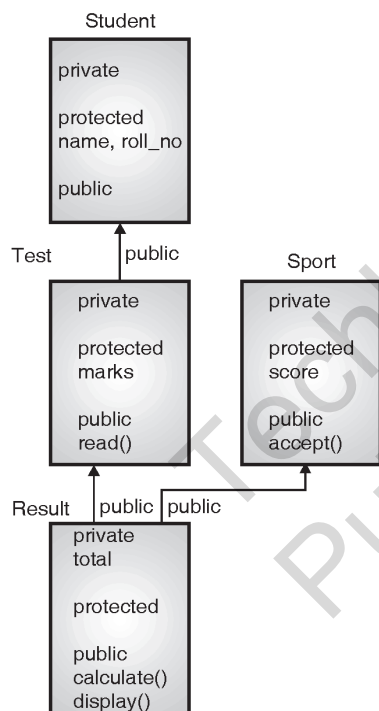 Student
private
protected
name, roll_no
public
public
Test
private
protected
marks
public
read()
Sport
private
protected
score
public
accept()
public
public
Result
private
total
protected
public
calculate()
display()